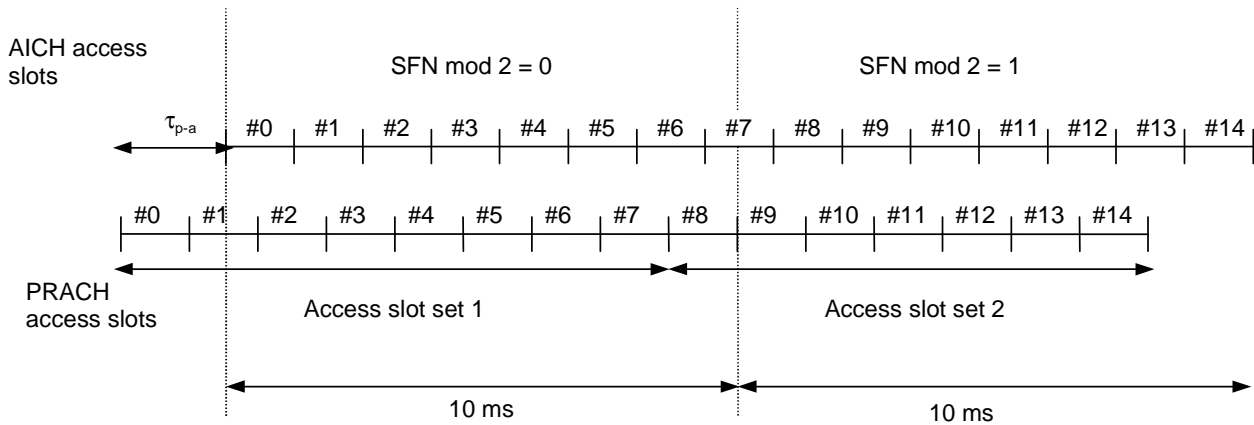 AICH access
slots
SFN mod 2 = 0
SFN mod 2 = 1
τp-a
#0 #1 #2 #3 #4 #5 #6 #7 #8 #9 #10 #11 #12 #13 #14
#0 #1 #2 #3 #4 #5 #6 #7 #8 #9 #10 #11 #12 #13 #14
PRACH
access slots
Access slot set 1
Access slot set 2
10 ms
10 ms